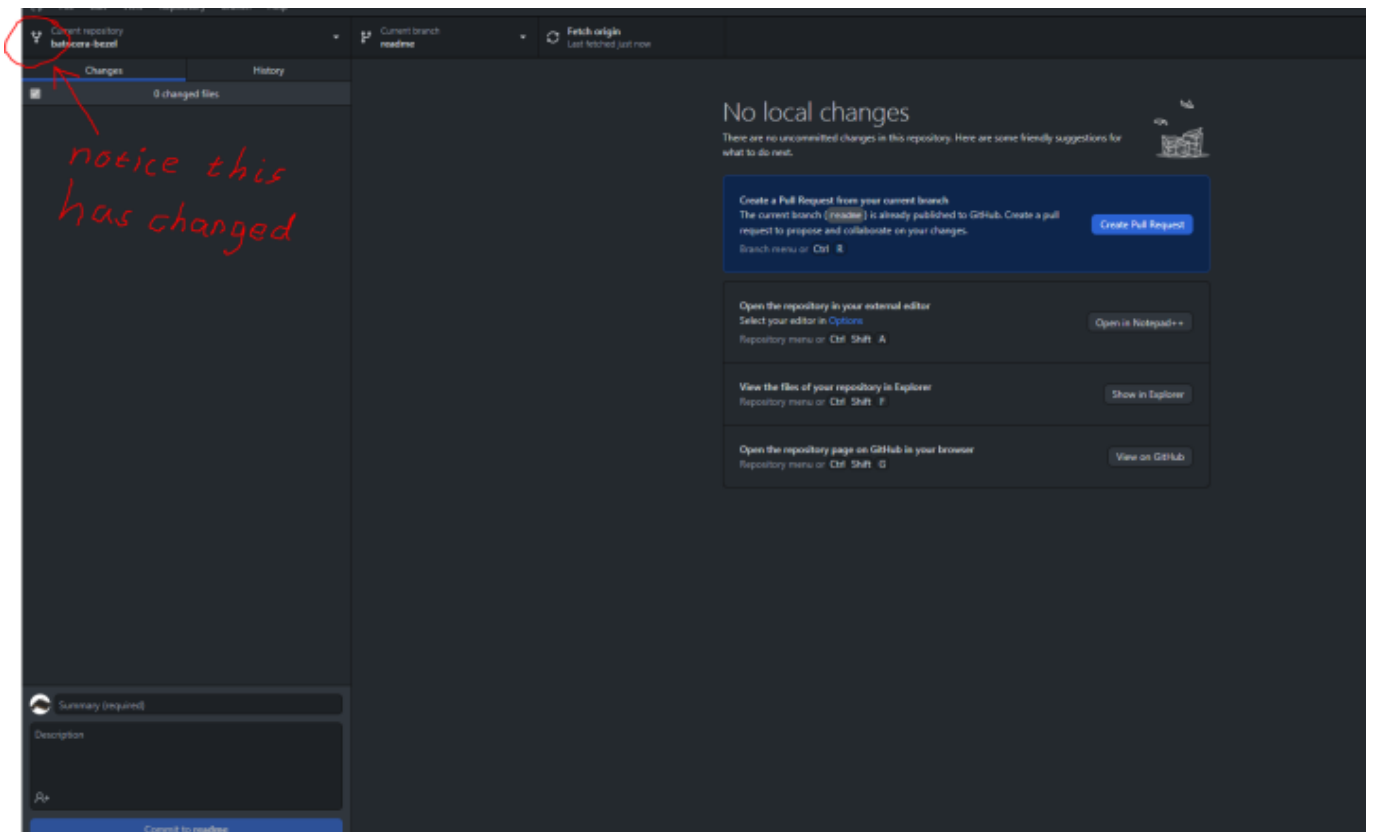 Current repository
batocera-bezel
Current branch
readme
Fetch origin
Last fetched just now
Changes
History
0 changed files
notice this
has changed
No local changes
There are no uncommitted changes in this repository. Here are some friendly suggestions for
what to do next.
Create a Pull Request from your current branch
The current branch (readme) is already published to GitHub. Create a pull
request to propose and collaborate on your changes.
Branch menu or Ctrl R
Create Pull Request
Open the repository in your external editor
Select your editor in Options
Repository menu or Ctrl Shift A
Open in Notepad++
View the files of your repository in Explorer
Repository menu or Ctrl Shift F
Show in Explorer
Open the repository page on GitHub in your browser
Repository menu or Ctrl Shift G
View on GitHub
Summary (required)
Description
Commit to readme